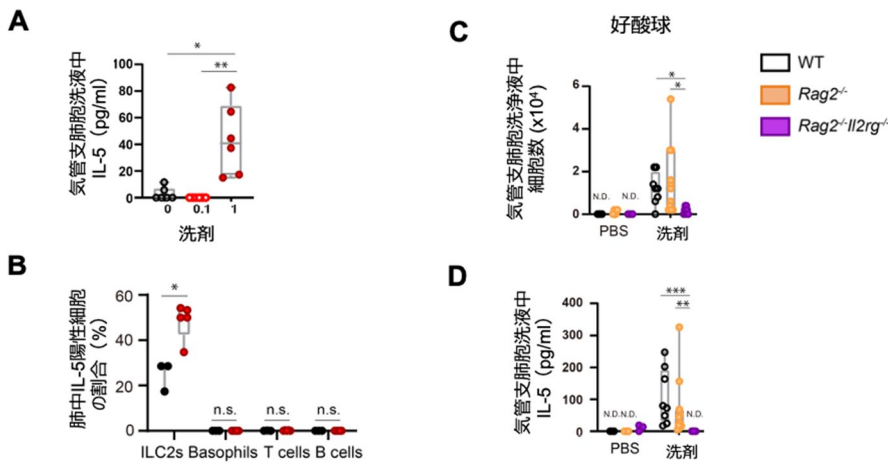 A
気管支肺胞洗液中
IL-5 (pg/ml)
100
80
60
40
20
0
*
**
0 0.1 1
洗剤
B
肺中IL-5陽性細胞
の割合 (%)
60
40
20
0
*
n.s. n.s. n.s.
ILC2s Basophils T cells B cells
C
好酸球
気管支肺胞洗浄液中
細胞数 (x10⁴)
6
4
2
0
*
*
N.D. N.D.
PBS 洗剤
WT
Rag2-/-
Rag2-/-Il2rg-/-
D
気管支肺胞洗液中
IL-5 (pg/ml)
400
300
200
100
0
***
**
N.D. N.D. N.D.
PBS 洗剤